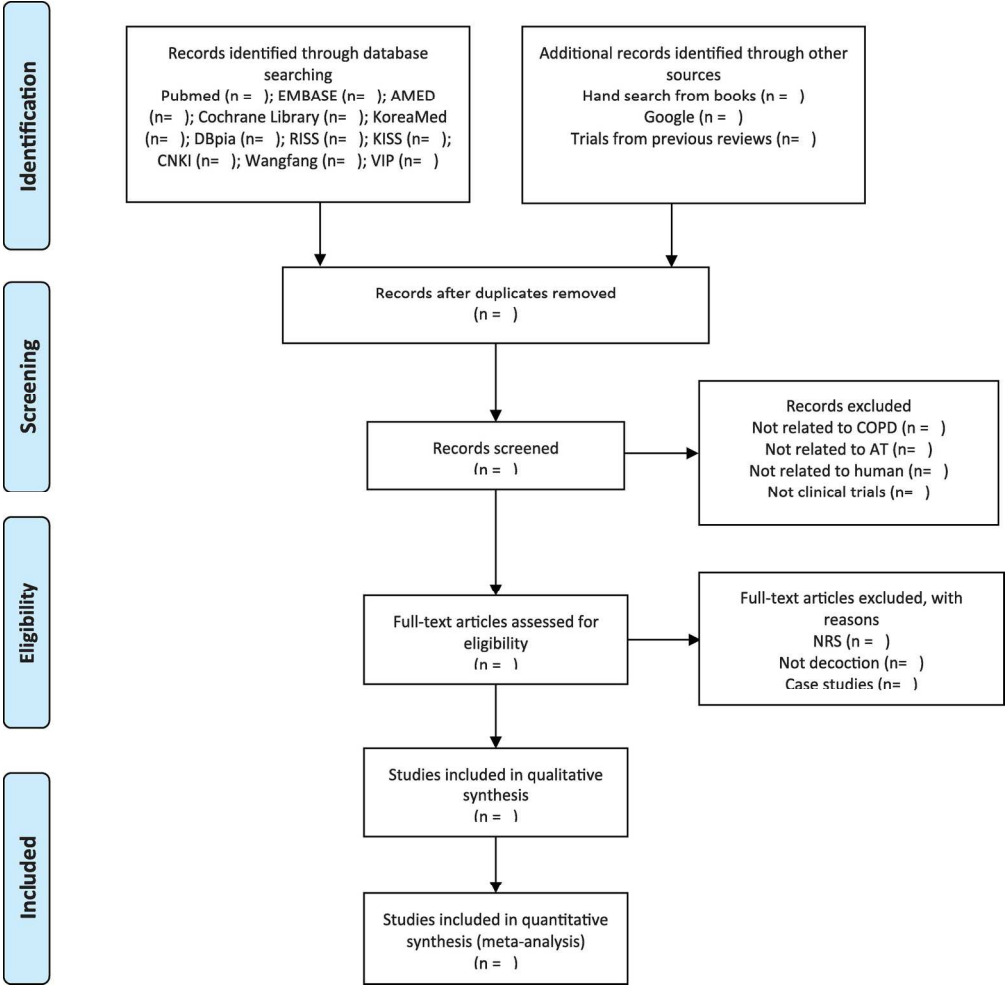 Identification
Records identified through database
searching
Pubmed (n =   ); EMBASE (n=   ); AMED
(n=   ); Cochrane Library (n=   ); KoreaMed
(n=   ); DBpia (n=   ); RISS (n=   ); KISS (n=   );
CNKI (n=   ); Wangfang (n=   ); VIP (n=   )
Additional records identified through other
sources
Hand search from books (n =   )
Google (n =   )
Trials from previous reviews (n=   )
Records after duplicates removed
(n =   )
Screening
Records screened
(n =   )
Records excluded
Not related to COPD (n =   )
Not related to AT (n=   )
Not related to human (n=   )
Not clinical trials (n=   )
Eligibility
Full-text articles assessed for
eligibility
(n =   )
Full-text articles excluded, with
reasons
NRS (n =   )
Not decoction (n=   )
Case studies (n=   )
Included
Studies included in qualitative
synthesis
(n =   )
Studies included in quantitative
synthesis (meta-analysis)
(n =   )